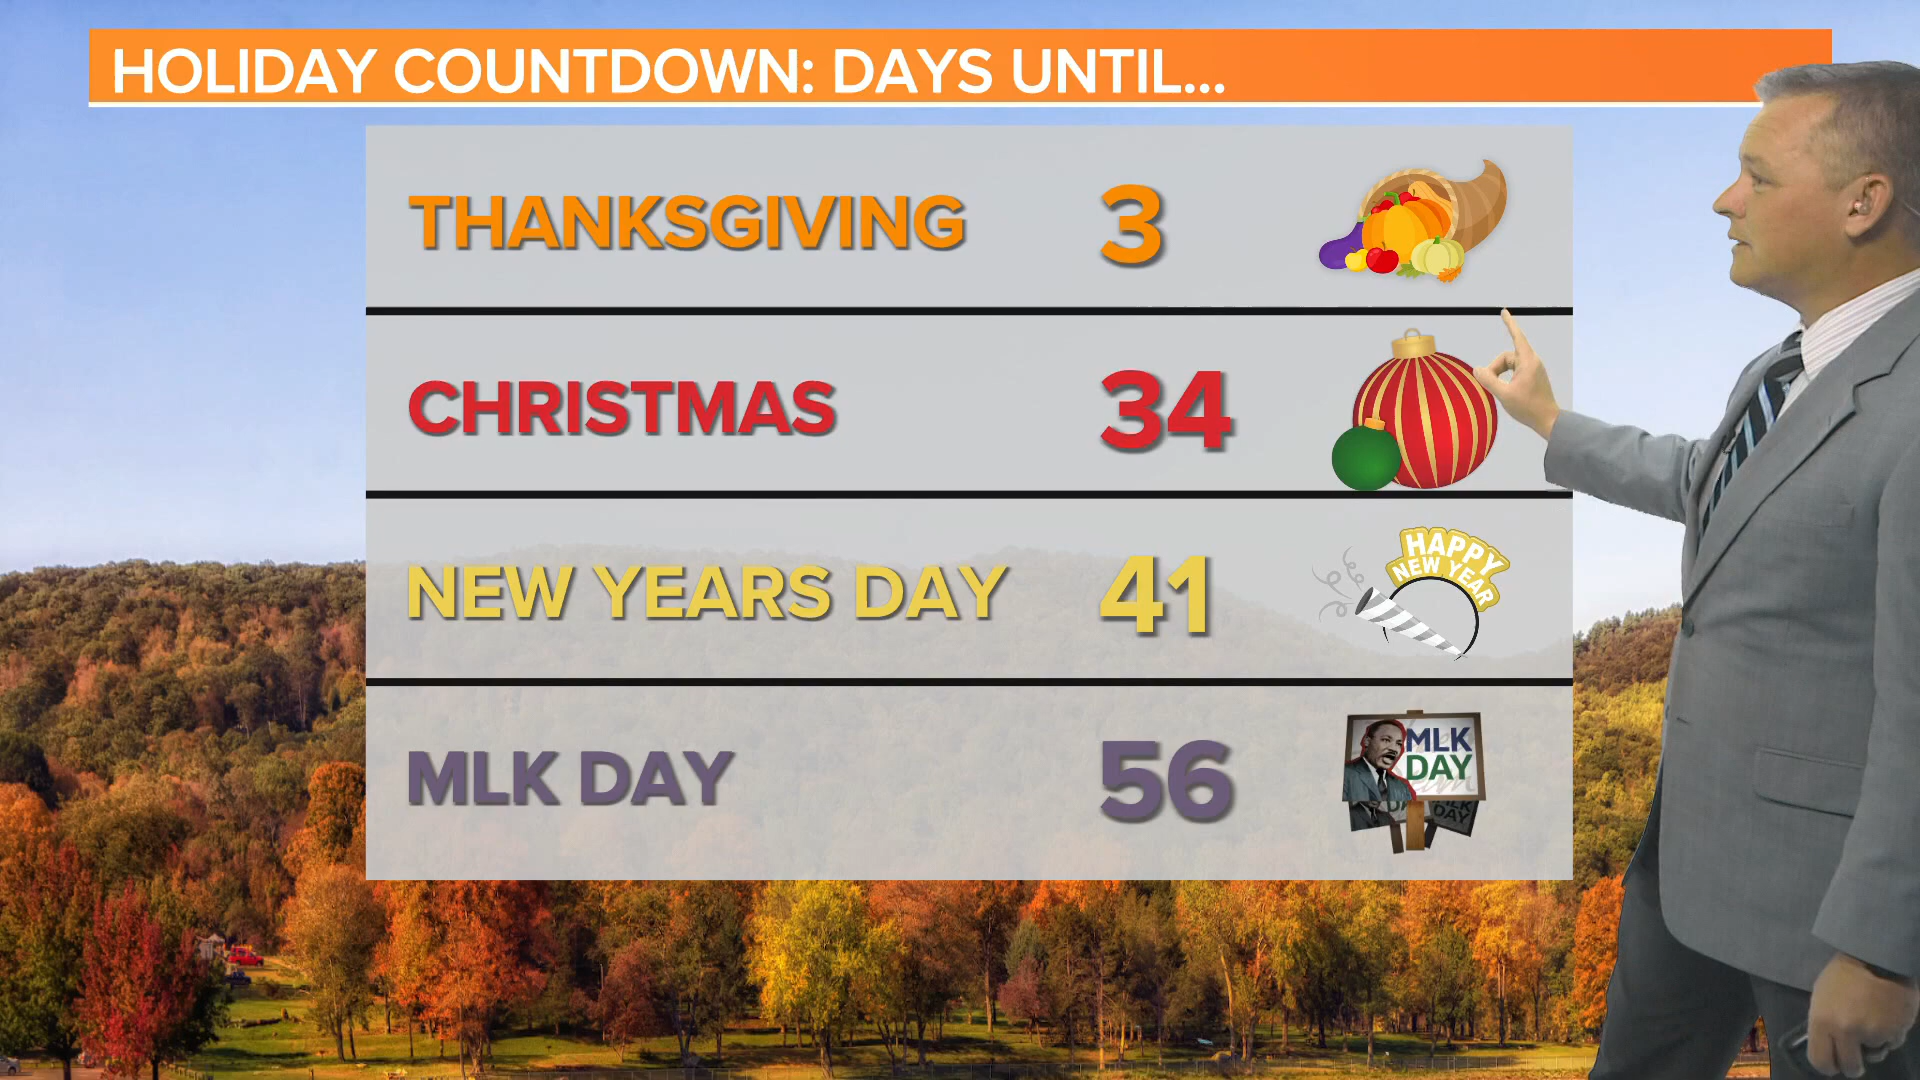 HOLIDAY COUNTDOWN: DAYS UNTIL...
THANKSGIVING 3
CHRISTMAS 34
NEW YEARS DAY 41
HAPPY
NEW YEAR
MLK DAY 56
MLK
DAY